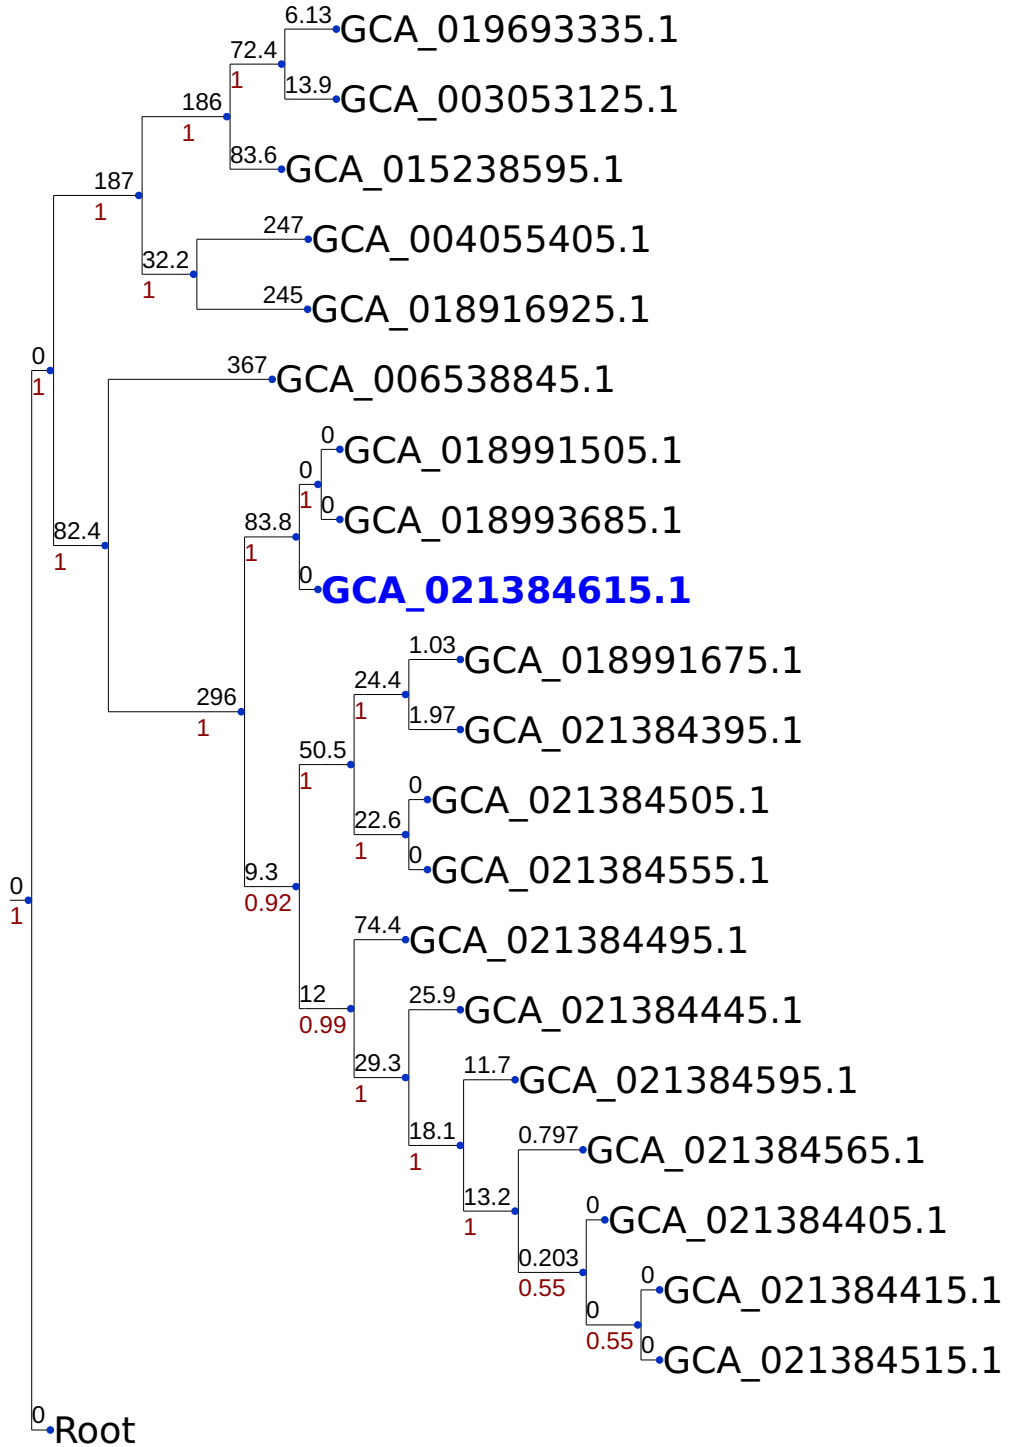 6.13 GCA_019693335.1
72.4
1
13.9 GCA_003053125.1
186
1
83.6 GCA_015238595.1
187
1
247 GCA_004055405.1
32.2
1
245 GCA_018916925.1
0
1
367 GCA_006538845.1
0 GCA_018991505.1
0
1
0 GCA_018993685.1
83.8
1
82.4
1
0 GCA_021384615.1
1.03 GCA_018991675.1
24.4
1
296
1
1.97 GCA_021384395.1
50.5
1
0 GCA_021384505.1
22.6
1
0 GCA_021384555.1
9.3
0.92
0
1
74.4 GCA_021384495.1
12
0.99
25.9 GCA_021384445.1
29.3
1
11.7 GCA_021384595.1
18.1
1
0.797 GCA_021384565.1
13.2
1
0 GCA_021384405.1
0.203
0.55
0 GCA_021384415.1
0
0.55
0 GCA_021384515.1
0 Root